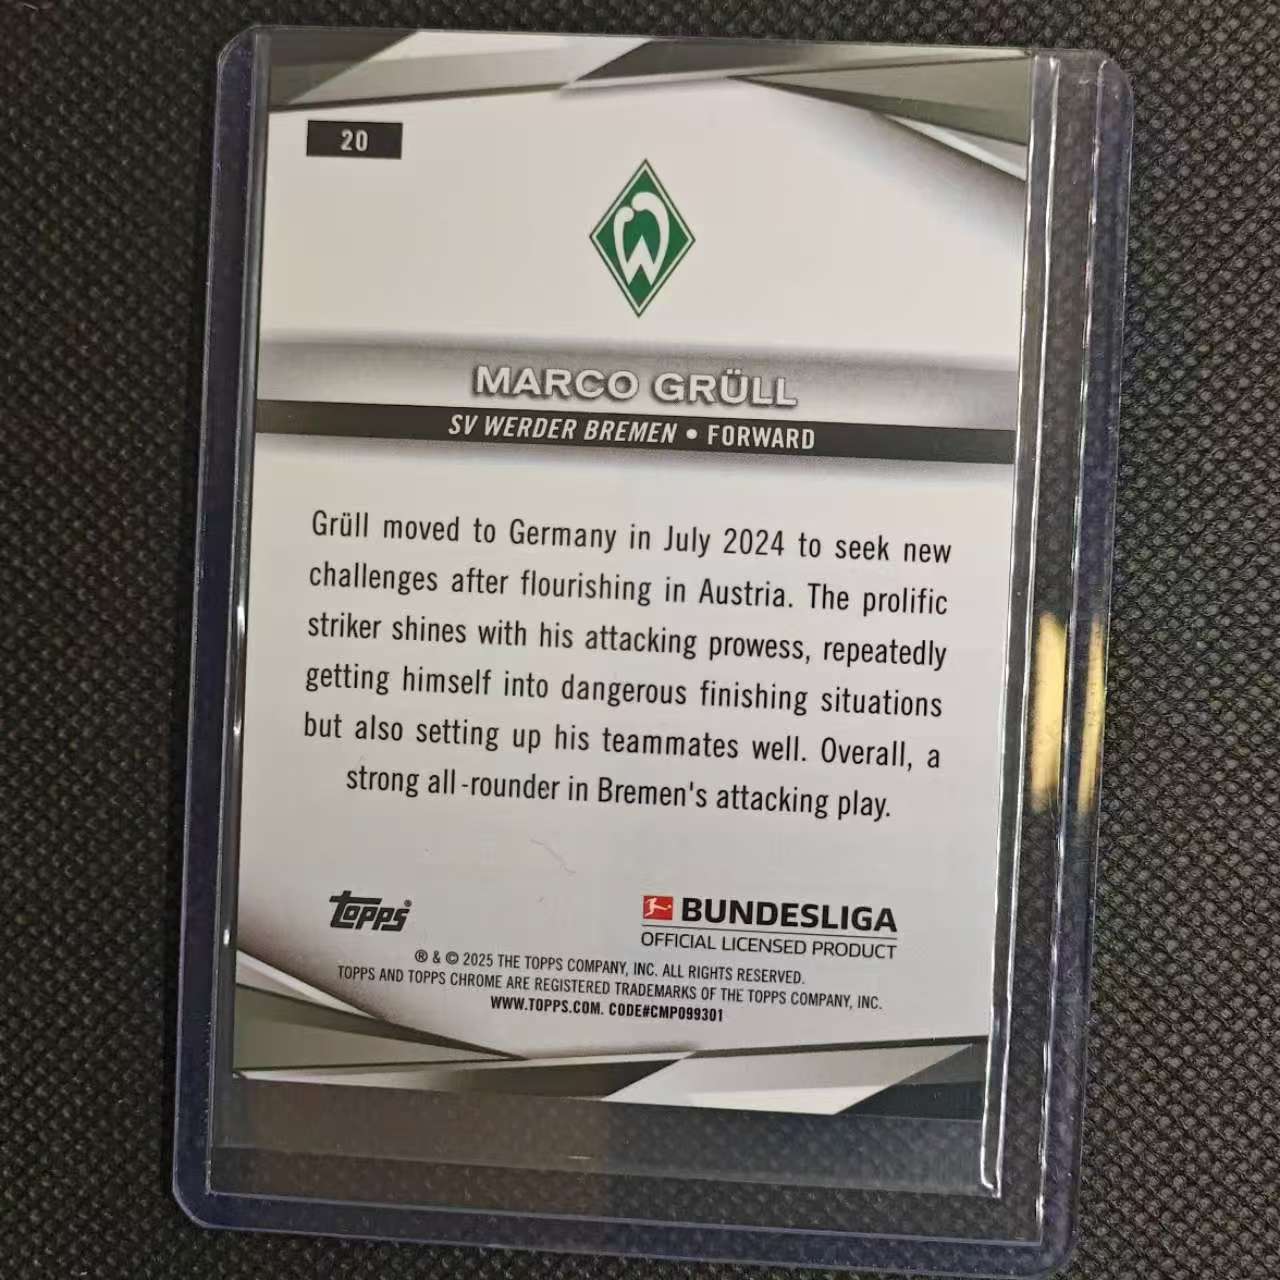 20
W
MARCO GRÜLL
SV WERDER BREMEN • FORWARD
Grüll moved to Germany in July 2024 to seek new
challenges after flourishing in Austria. The prolific
striker shines with his attacking prowess, repeatedly
getting himself into dangerous finishing situations
but also setting up his teammates well. Overall, a
strong all-rounder in Bremen's attacking play.
topps®
BUNDESLIGA
OFFICIAL LICENSED PRODUCT
® & © 2025 THE TOPPS COMPANY, INC. ALL RIGHTS RESERVED.
TOPPS AND TOPPS CHROME ARE REGISTERED TRADEMARKS OF THE TOPPS COMPANY, INC.
WWW.TOPPS.COM. CODE#CMP099301